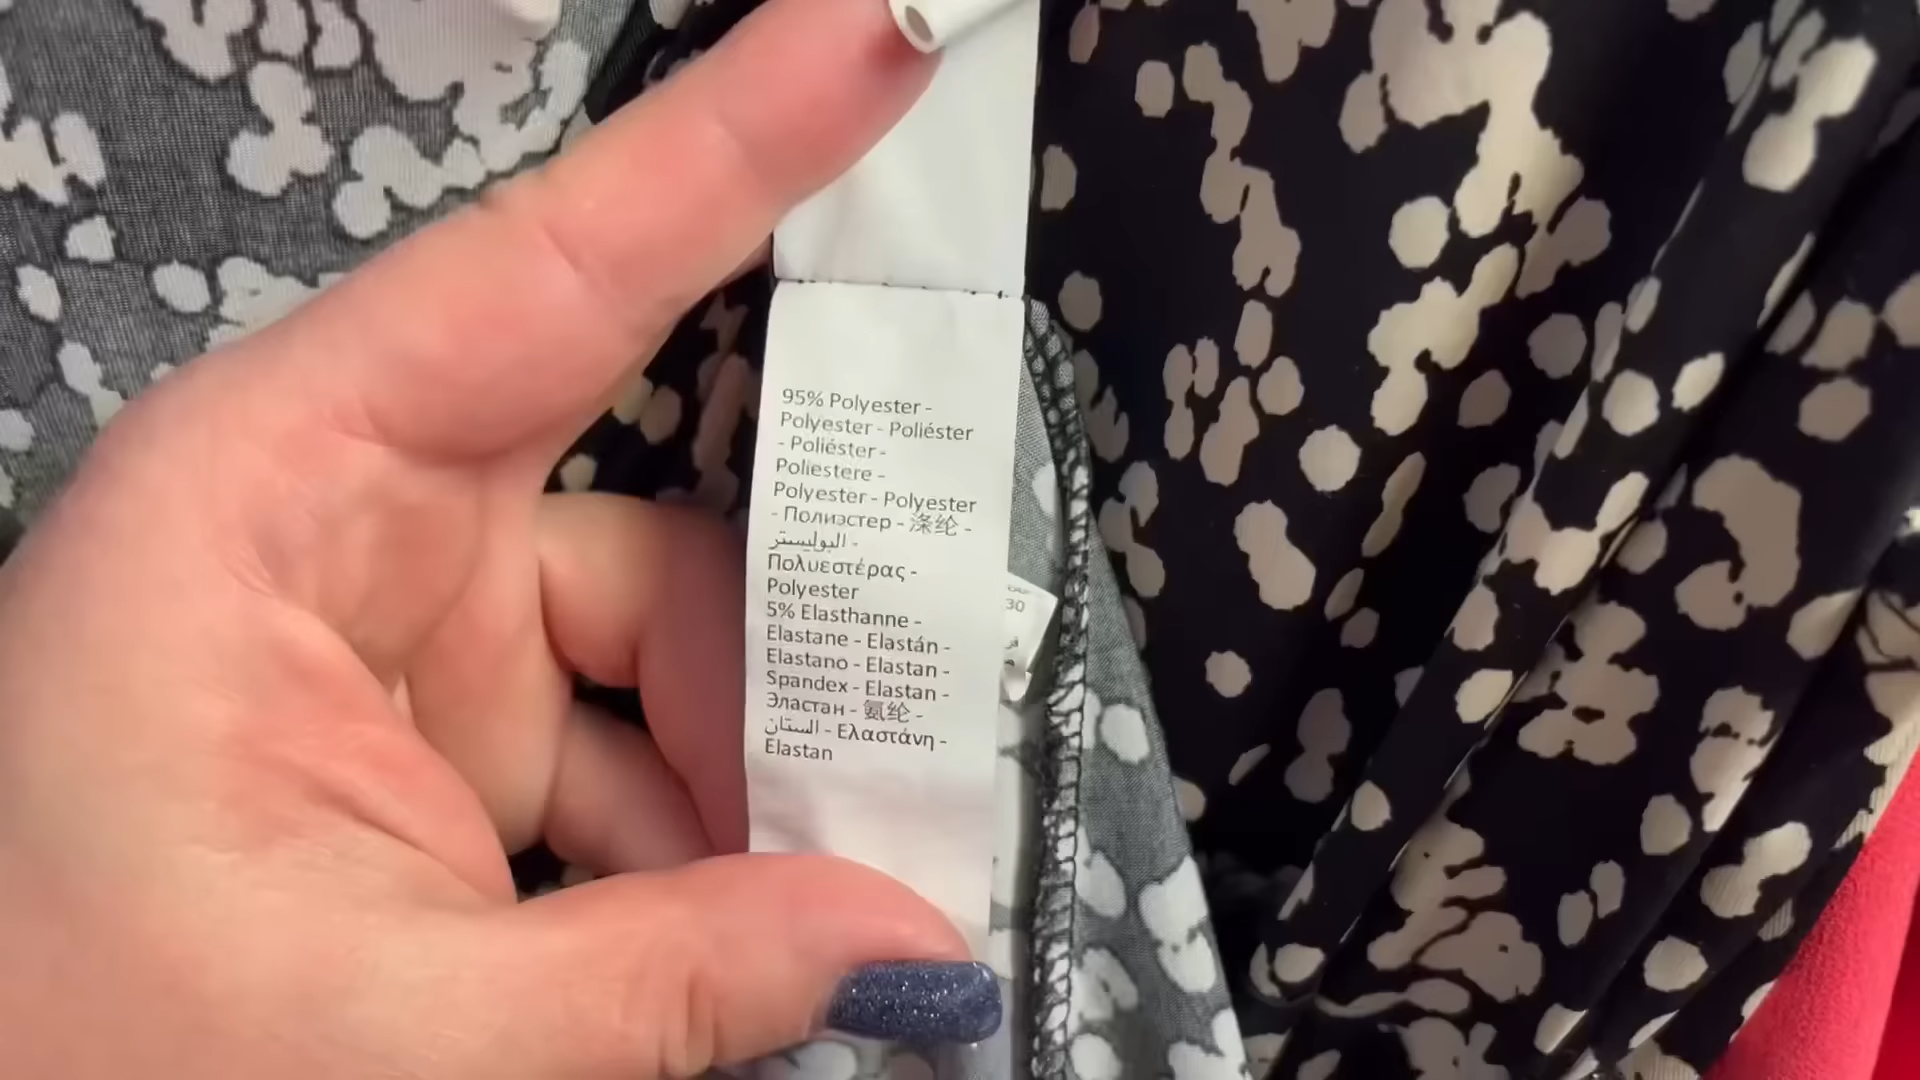 95% Polyester -
Polyester - Poliéster
- Poliéster -
Poliestere -
Polyester - Polyester
- Полиэстер - 涤纶 -
البوليستر -
Πολυεστέρας -
Polyester
5% Elasthanne -
Elastane - Elastán -
Elastano - Elastan -
Spandex - Elastan -
Эластан - 氨纶 -
الستان - Ελαστάνη -
Elastan
30